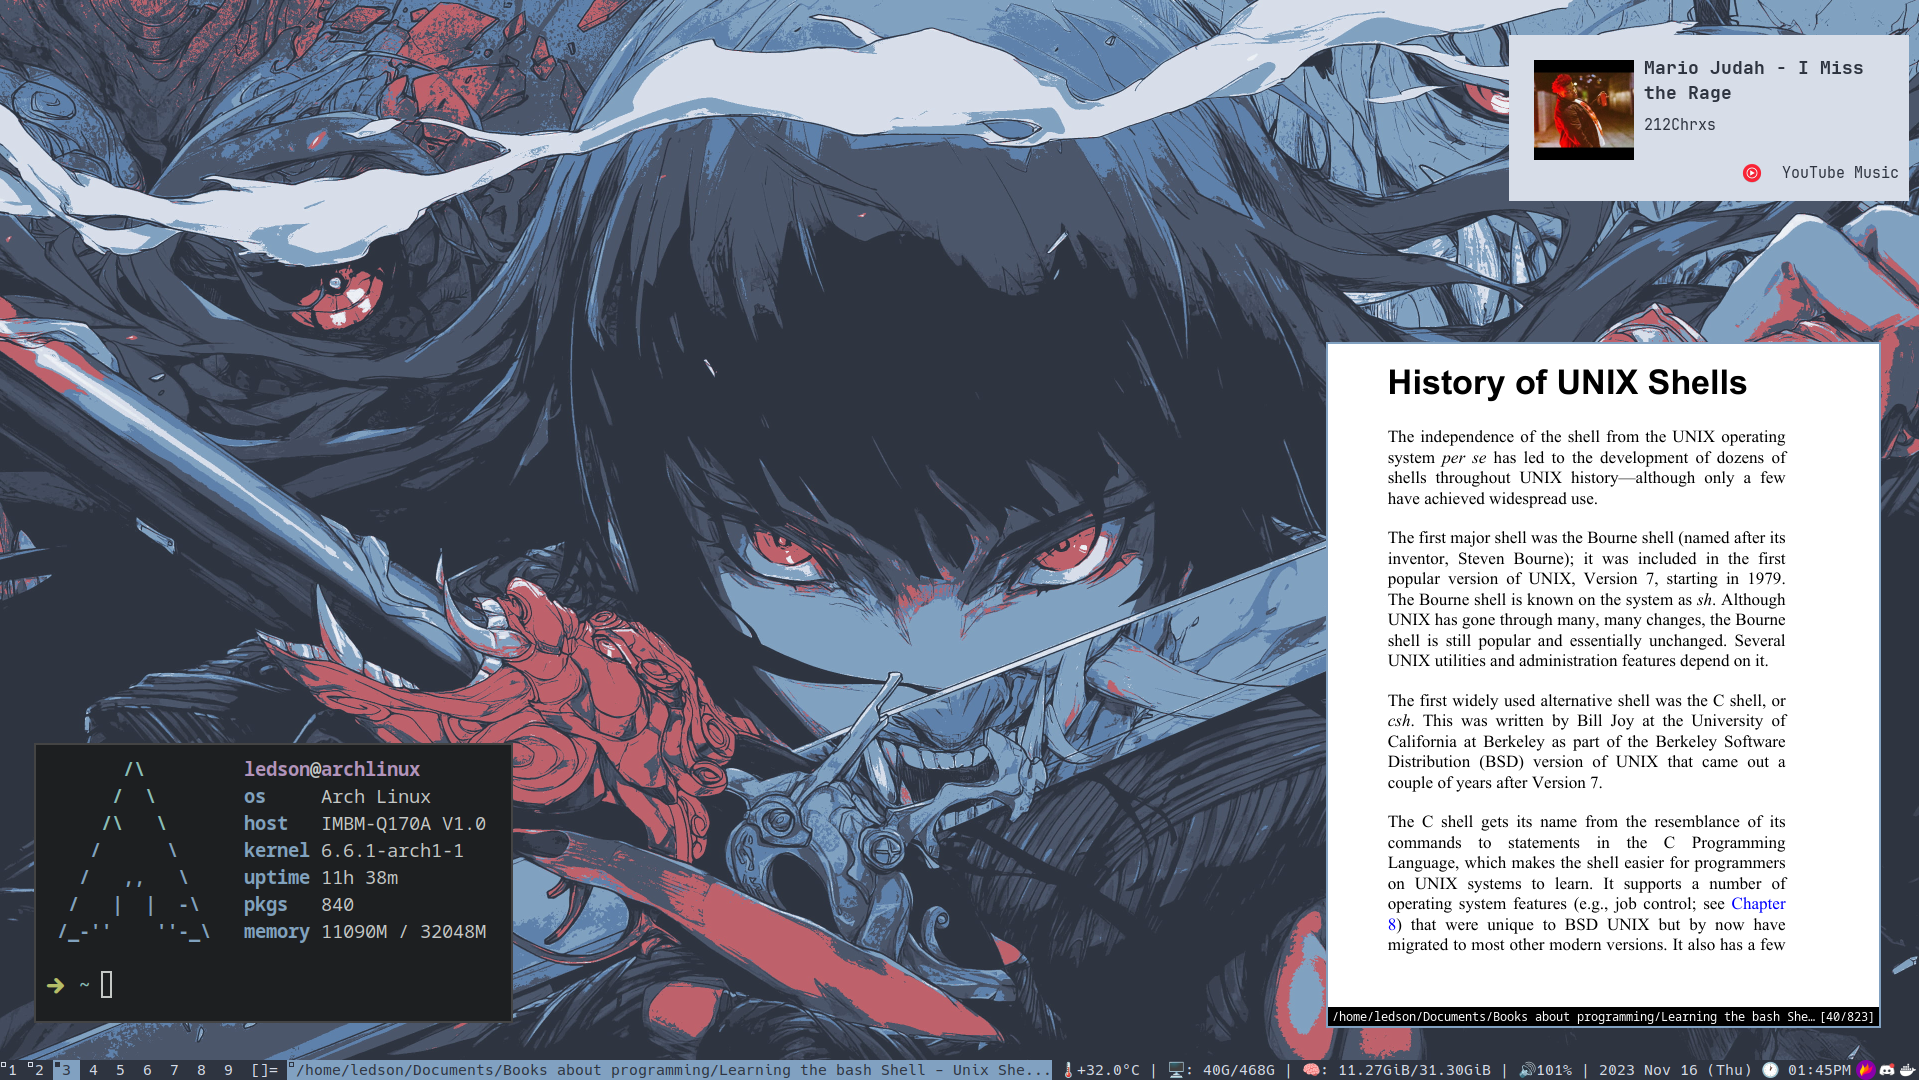 Mario Judah - I Miss
the Rage
212Chrxs
YouTube Music
History of UNIX Shells
The independence of the shell from the UNIX operating
system per se has led to the development of dozens of
shells throughout UNIX history—although only a few
have achieved widespread use.
The first major shell was the Bourne shell (named after its
inventor, Steven Bourne); it was included in the first
popular version of UNIX, Version 7, starting in 1979.
The Bourne shell is known on the system as sh. Although
UNIX has gone through many, many changes, the Bourne
shell is still popular and essentially unchanged. Several
UNIX utilities and administration features depend on it.
The first widely used alternative shell was the C shell, or
csh. This was written by Bill Joy at the University of
California at Berkeley as part of the Berkeley Software
Distribution (BSD) version of UNIX that came out a
couple of years after Version 7.
The C shell gets its name from the resemblance of its
commands to statements in the C Programming
Language, which makes the shell easier for programmers
on UNIX systems to learn. It supports a number of
operating system features (e.g., job control; see Chapter
8) that were unique to BSD UNIX but by now have
migrated to most other modern versions. It also has a few
/home/ledson/Documents/Books about programming/Learning the bash She… [40/823]
ledson@archlinux
os Arch Linux
host IMBM-Q170A V1.0
kernel 6.6.1-arch1-1
uptime 11h 38m
pkgs 840
memory 11090M / 32048M
➜ ~
1 2 3 4 5 6 7 8 9 []= /home/ledson/Documents/Books about programming/Learning the bash Shell - Unix She... +32.0°C | : 40G/468G | : 11.27GiB/31.30GiB | 101% | 2023 Nov 16 (Thu) 01:45PM